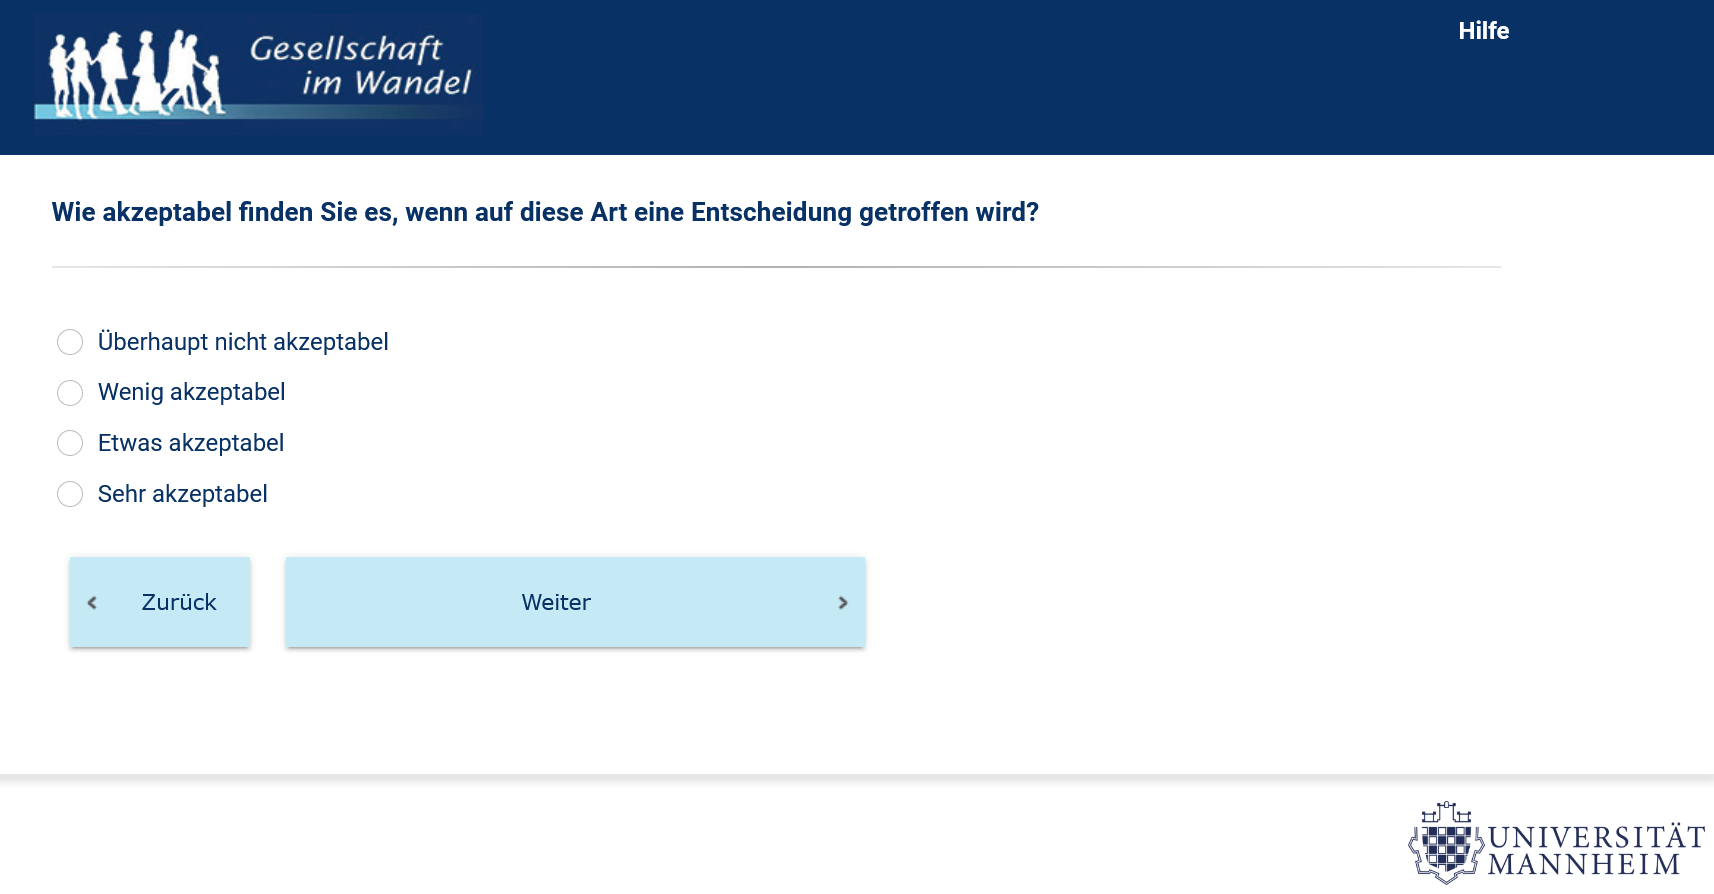 Gesellschaft
im Wandel
Hilfe
Wie akzeptabel finden Sie es, wenn auf diese Art eine Entscheidung getroffen wird?
Überhaupt nicht akzeptabel
Wenig akzeptabel
Etwas akzeptabel
Sehr akzeptabel
Zurück
Weiter
UNIVERSITÄT
MANNHEIM